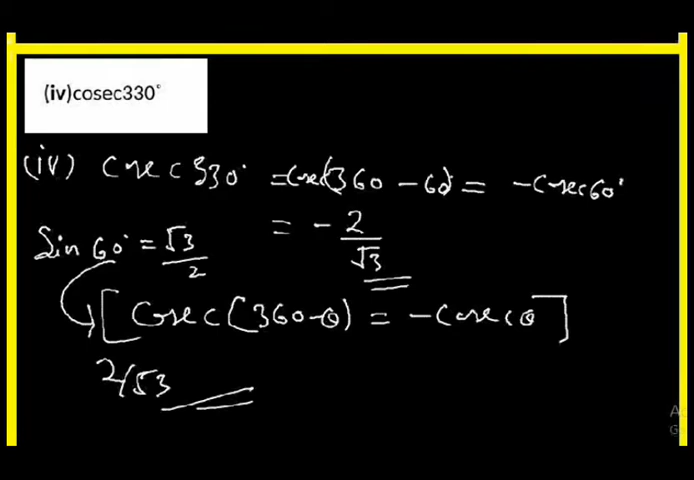 (iv)cosec330°
(iv) Cosec 330° = cosec(360 - 60) = -cosec60°
= - 2/√3
Sin 60° = √3/2
[Cosec(360-θ) = -cosecθ]
2/√3